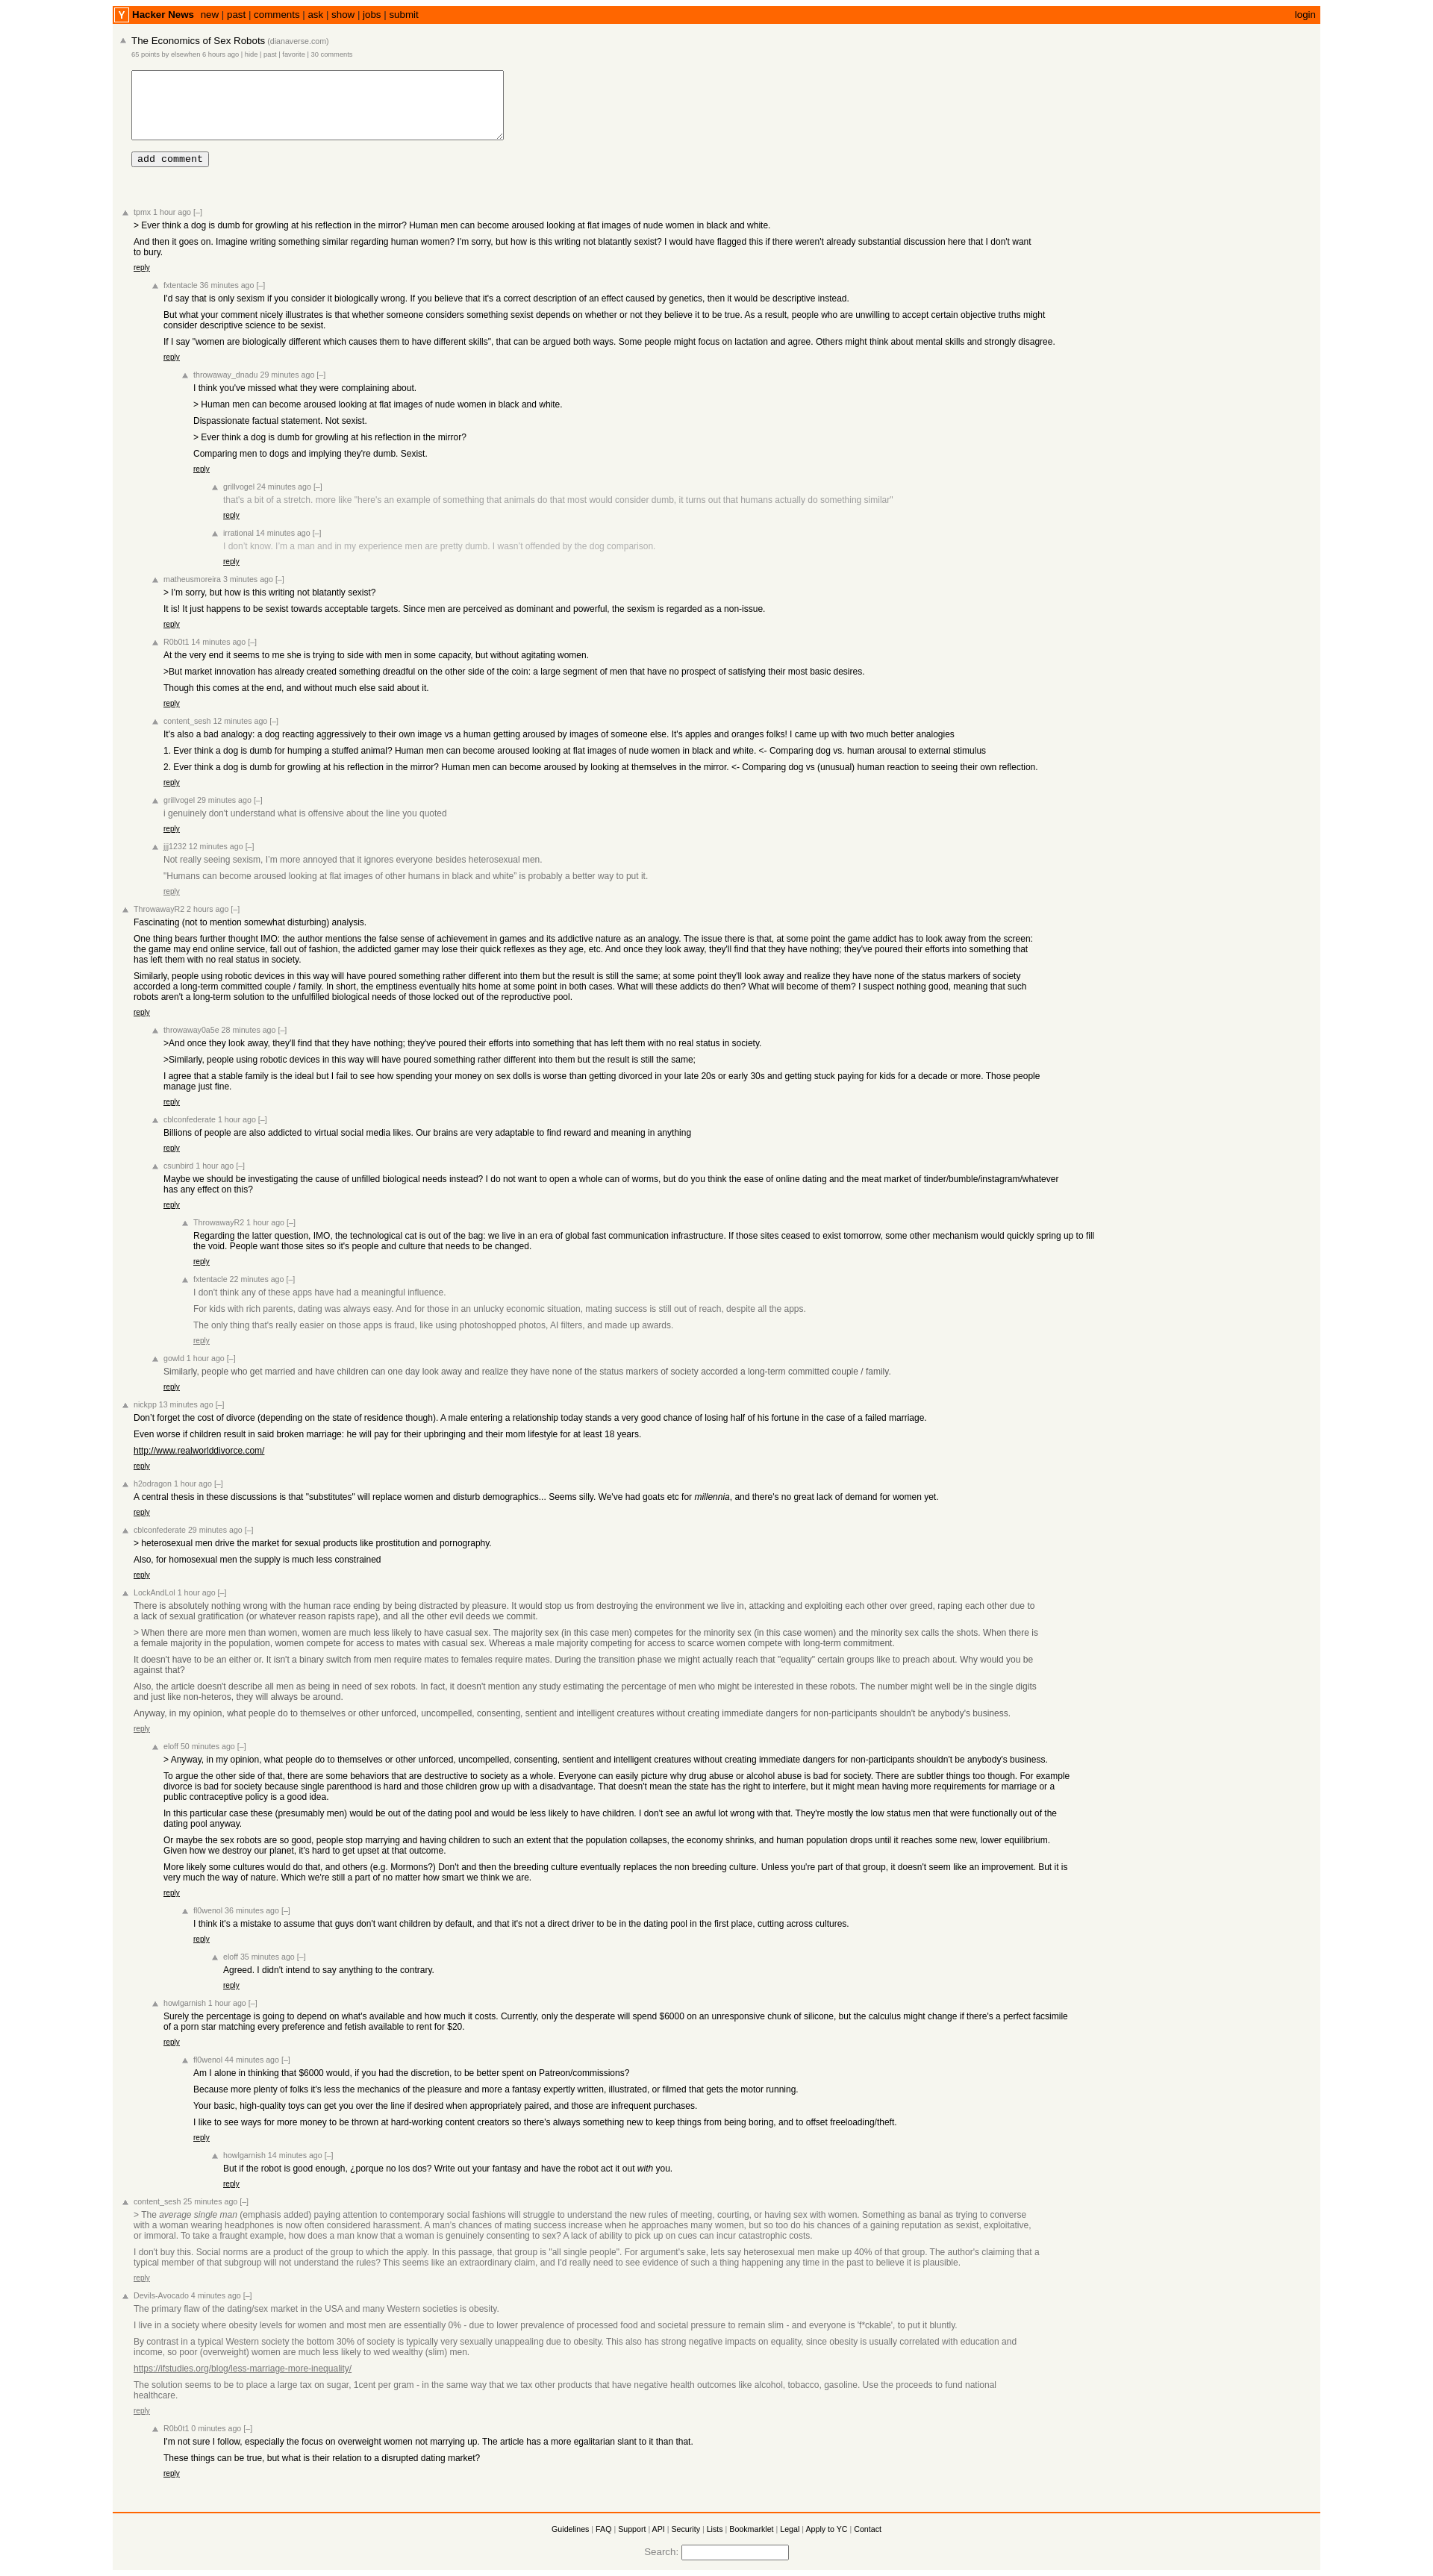 Y Hacker News new | past | comments | ask | show | jobs | submit login
The Economics of Sex Robots (dianaverse.com)
65 points by elsewhen 6 hours ago | hide | past | favorite | 30 comments
add comment
tpmx 1 hour ago [–]
> Ever think a dog is dumb for growling at his reflection in the mirror? Human men can become aroused looking at flat images of nude women in black and white.
And then it goes on. Imagine writing something similar regarding human women? I'm sorry, but how is this writing not blatantly sexist? I would have flagged this if there weren't already substantial discussion here that I don't want
to bury.
reply
fxtentacle 36 minutes ago [–]
I'd say that is only sexism if you consider it biologically wrong. If you believe that it's a correct description of an effect caused by genetics, then it would be descriptive instead.
But what your comment nicely illustrates is that whether someone considers something sexist depends on whether or not they believe it to be true. As a result, people who are unwilling to accept certain objective truths might
consider descriptive science to be sexist.
If I say "women are biologically different which causes them to have different skills", that can be argued both ways. Some people might focus on lactation and agree. Others might think about mental skills and strongly disagree.
reply
throwaway_dnadu 29 minutes ago [–]
I think you've missed what they were complaining about.
> Human men can become aroused looking at flat images of nude women in black and white.
Dispassionate factual statement. Not sexist.
> Ever think a dog is dumb for growling at his reflection in the mirror?
Comparing men to dogs and implying they're dumb. Sexist.
reply
grillvogel 24 minutes ago [–]
that's a bit of a stretch. more like "here's an example of something that animals do that most would consider dumb, it turns out that humans actually do something similar"
reply
irrational 14 minutes ago [–]
I don't know. I'm a man and in my experience men are pretty dumb. I wasn't offended by the dog comparison.
reply
matheusmoreira 3 minutes ago [–]
> I'm sorry, but how is this writing not blatantly sexist?
It is! It just happens to be sexist towards acceptable targets. Since men are perceived as dominant and powerful, the sexism is regarded as a non-issue.
reply
R0b0t1 14 minutes ago [–]
At the very end it seems to me she is trying to side with men in some capacity, but without agitating women.
>But market innovation has already created something dreadful on the other side of the coin: a large segment of men that have no prospect of satisfying their most basic desires.
Though this comes at the end, and without much else said about it.
reply
content_sesh 12 minutes ago [–]
It's also a bad analogy: a dog reacting aggressively to their own image vs a human getting aroused by images of someone else. It's apples and oranges folks! I came up with two much better analogies
1. Ever think a dog is dumb for humping a stuffed animal? Human men can become aroused looking at flat images of nude women in black and white. <- Comparing dog vs. human arousal to external stimulus
2. Ever think a dog is dumb for growling at his reflection in the mirror? Human men can become aroused by looking at themselves in the mirror. <- Comparing dog vs (unusual) human reaction to seeing their own reflection.
reply
grillvogel 29 minutes ago [–]
i genuinely don't understand what is offensive about the line you quoted
reply
jjj1232 12 minutes ago [–]
Not really seeing sexism, I'm more annoyed that it ignores everyone besides heterosexual men.
"Humans can become aroused looking at flat images of other humans in black and white" is probably a better way to put it.
reply
ThrowawayR2 2 hours ago [–]
Fascinating (not to mention somewhat disturbing) analysis.
One thing bears further thought IMO: the author mentions the false sense of achievement in games and its addictive nature as an analogy. The issue there is that, at some point the game addict has to look away from the screen:
the game may end online service, fall out of fashion, the addicted gamer may lose their quick reflexes as they age, etc. And once they look away, they'll find that they have nothing; they've poured their efforts into something that
has left them with no real status in society.
Similarly, people using robotic devices in this way will have poured something rather different into them but the result is still the same; at some point they'll look away and realize they have none of the status markers of society
accorded a long-term committed couple / family. In short, the emptiness eventually hits home at some point in both cases. What will these addicts do then? What will become of them? I suspect nothing good, meaning that such
robots aren't a long-term solution to the unfulfilled biological needs of those locked out of the reproductive pool.
reply
throwaway0a5e 28 minutes ago [–]
>And once they look away, they'll find that they have nothing; they've poured their efforts into something that has left them with no real status in society.
>Similarly, people using robotic devices in this way will have poured something rather different into them but the result is still the same;
I agree that a stable family is the ideal but I fail to see how spending your money on sex dolls is worse than getting divorced in your late 20s or early 30s and getting stuck paying for kids for a decade or more. Those people
manage just fine.
reply
cblconfederate 1 hour ago [–]
Billions of people are also addicted to virtual social media likes. Our brains are very adaptable to find reward and meaning in anything
reply
csunbird 1 hour ago [–]
Maybe we should be investigating the cause of unfilled biological needs instead? I do not want to open a whole can of worms, but do you think the ease of online dating and the meat market of tinder/bumble/instagram/whatever
has any effect on this?
reply
ThrowawayR2 1 hour ago [–]
Regarding the latter question, IMO, the technological cat is out of the bag: we live in an era of global fast communication infrastructure. If those sites ceased to exist tomorrow, some other mechanism would quickly spring up to fill
the void. People want those sites so it's people and culture that needs to be changed.
reply
fxtentacle 22 minutes ago [–]
I don't think any of these apps have had a meaningful influence.
For kids with rich parents, dating was always easy. And for those in an unlucky economic situation, mating success is still out of reach, despite all the apps.
The only thing that's really easier on those apps is fraud, like using photoshopped photos, AI filters, and made up awards.
reply
gowld 1 hour ago [–]
Similarly, people who get married and have children can one day look away and realize they have none of the status markers of society accorded a long-term committed couple / family.
reply
nickpp 13 minutes ago [–]
Don't forget the cost of divorce (depending on the state of residence though). A male entering a relationship today stands a very good chance of losing half of his fortune in the case of a failed marriage.
Even worse if children result in said broken marriage: he will pay for their upbringing and their mom lifestyle for at least 18 years.
http://www.realworlddivorce.com/
reply
h2odragon 1 hour ago [–]
A central thesis in these discussions is that "substitutes" will replace women and disturb demographics... Seems silly. We've had goats etc for millennia, and there's no great lack of demand for women yet.
reply
cblconfederate 29 minutes ago [–]
> heterosexual men drive the market for sexual products like prostitution and pornography.
Also, for homosexual men the supply is much less constrained
reply
LockAndLol 1 hour ago [–]
There is absolutely nothing wrong with the human race ending by being distracted by pleasure. It would stop us from destroying the environment we live in, attacking and exploiting each other over greed, raping each other due to
a lack of sexual gratification (or whatever reason rapists rape), and all the other evil deeds we commit.
> When there are more men than women, women are much less likely to have casual sex. The majority sex (in this case men) competes for the minority sex (in this case women) and the minority sex calls the shots. When there is
a female majority in the population, women compete for access to mates with casual sex. Whereas a male majority competing for access to scarce women compete with long-term commitment.
It doesn't have to be an either or. It isn't a binary switch from men require mates to females require mates. During the transition phase we might actually reach that "equality" certain groups like to preach about. Why would you be
against that?
Also, the article doesn't describe all men as being in need of sex robots. In fact, it doesn't mention any study estimating the percentage of men who might be interested in these robots. The number might well be in the single digits
and just like non-heteros, they will always be around.
Anyway, in my opinion, what people do to themselves or other unforced, uncompelled, consenting, sentient and intelligent creatures without creating immediate dangers for non-participants shouldn't be anybody's business.
reply
eloff 50 minutes ago [–]
> Anyway, in my opinion, what people do to themselves or other unforced, uncompelled, consenting, sentient and intelligent creatures without creating immediate dangers for non-participants shouldn't be anybody's business.
To argue the other side of that, there are some behaviors that are destructive to society as a whole. Everyone can easily picture why drug abuse or alcohol abuse is bad for society. There are subtler things too though. For example
divorce is bad for society because single parenthood is hard and those children grow up with a disadvantage. That doesn't mean the state has the right to interfere, but it might mean having more requirements for marriage or a
public contraceptive policy is a good idea.
In this particular case these (presumably men) would be out of the dating pool and would be less likely to have children. I don't see an awful lot wrong with that. They're mostly the low status men that were functionally out of the
dating pool anyway.
Or maybe the sex robots are so good, people stop marrying and having children to such an extent that the population collapses, the economy shrinks, and human population drops until it reaches some new, lower equilibrium.
Given how we destroy our planet, it's hard to get upset at that outcome.
More likely some cultures would do that, and others (e.g. Mormons?) Don't and then the breeding culture eventually replaces the non breeding culture. Unless you're part of that group, it doesn't seem like an improvement. But it is
very much the way of nature. Which we're still a part of no matter how smart we think we are.
reply
fl0wenol 36 minutes ago [–]
I think it's a mistake to assume that guys don't want children by default, and that it's not a direct driver to be in the dating pool in the first place, cutting across cultures.
reply
eloff 35 minutes ago [–]
Agreed. I didn't intend to say anything to the contrary.
reply
howlgarnish 1 hour ago [–]
Surely the percentage is going to depend on what's available and how much it costs. Currently, only the desperate will spend $6000 on an unresponsive chunk of silicone, but the calculus might change if there's a perfect facsimile
of a porn star matching every preference and fetish available to rent for $20.
reply
fl0wenol 44 minutes ago [–]
Am I alone in thinking that $6000 would, if you had the discretion, to be better spent on Patreon/commissions?
Because more plenty of folks it's less the mechanics of the pleasure and more a fantasy expertly written, illustrated, or filmed that gets the motor running.
Your basic, high-quality toys can get you over the line if desired when appropriately paired, and those are infrequent purchases.
I like to see ways for more money to be thrown at hard-working content creators so there's always something new to keep things from being boring, and to offset freeloading/theft.
reply
howlgarnish 14 minutes ago [–]
But if the robot is good enough, ¿porque no los dos? Write out your fantasy and have the robot act it out with you.
reply
content_sesh 25 minutes ago [–]
> The average single man (emphasis added) paying attention to contemporary social fashions will struggle to understand the new rules of meeting, courting, or having sex with women. Something as banal as trying to converse
with a woman wearing headphones is now often considered harassment. A man's chances of mating success increase when he approaches many women, but so too do his chances of a gaining reputation as sexist, exploitative,
or immoral. To take a fraught example, how does a man know that a woman is genuinely consenting to sex? A lack of ability to pick up on cues can incur catastrophic costs.
I don't buy this. Social norms are a product of the group to which the apply. In this passage, that group is "all single people". For argument's sake, lets say heterosexual men make up 40% of that group. The author's claiming that a
typical member of that subgroup will not understand the rules? This seems like an extraordinary claim, and I'd really need to see evidence of such a thing happening any time in the past to believe it is plausible.
reply
Devils-Avocado 4 minutes ago [–]
The primary flaw of the dating/sex market in the USA and many Western societies is obesity.
I live in a society where obesity levels for women and most men are essentially 0% - due to lower prevalence of processed food and societal pressure to remain slim - and everyone is 'f*ckable', to put it bluntly.
By contrast in a typical Western society the bottom 30% of society is typically very sexually unappealing due to obesity. This also has strong negative impacts on equality, since obesity is usually correlated with education and
income, so poor (overweight) women are much less likely to wed wealthy (slim) men.
https://ifstudies.org/blog/less-marriage-more-inequality/
The solution seems to be to place a large tax on sugar, 1cent per gram - in the same way that we tax other products that have negative health outcomes like alcohol, tobacco, gasoline. Use the proceeds to fund national
healthcare.
reply
R0b0t1 0 minutes ago [–]
I'm not sure I follow, especially the focus on overweight women not marrying up. The article has a more egalitarian slant to it than that.
These things can be true, but what is their relation to a disrupted dating market?
reply
Guidelines | FAQ | Support | API | Security | Lists | Bookmarklet | Legal | Apply to YC | Contact
Search: